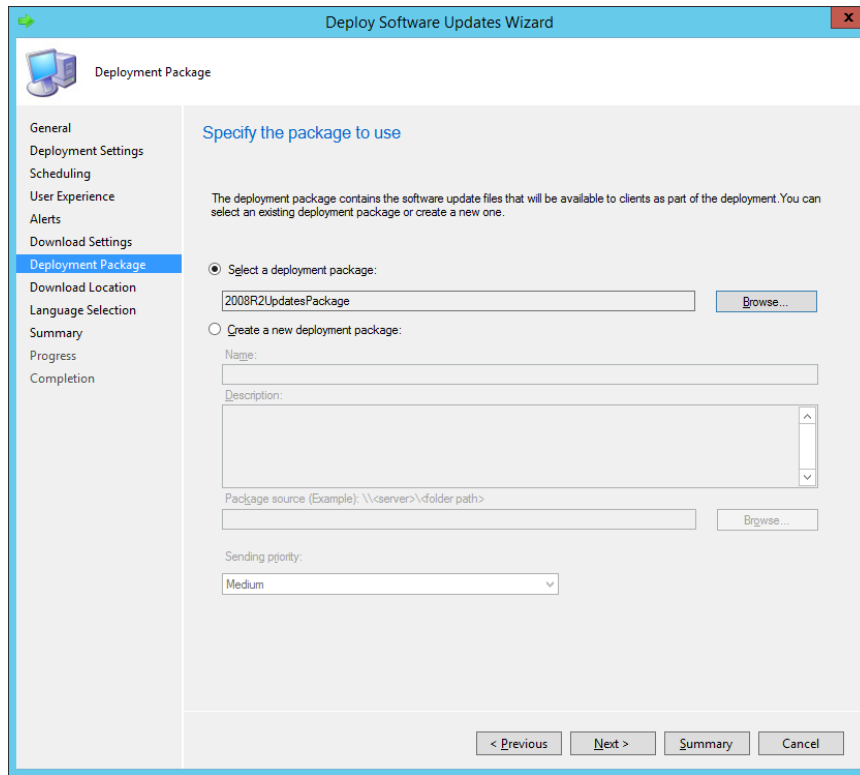 Deploy Software Updates Wizard
x
Deployment Package
General
Deployment Settings
Scheduling
User Experience
Alerts
Download Settings
Deployment Package
Download Location
Language Selection
Summary
Progress
Completion
Specify the package to use
The deployment package contains the software update files that will be available to clients as part of the deployment.You can
select an existing deployment package or create a new one.
Select a deployment package:
2008R2UpdatesPackage
Browse...
Create a new deployment package:
Name:
Description:
Package source (Example): \\<server>\<folder path>
Browse...
Sending priority:
Medium
< Previous
Next >
Summary
Cancel